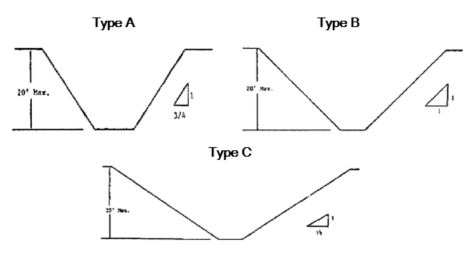 Type A
20' Max.
1
3/4
Type B
20' Max.
1
1
Type C
20' Max.
1
1½